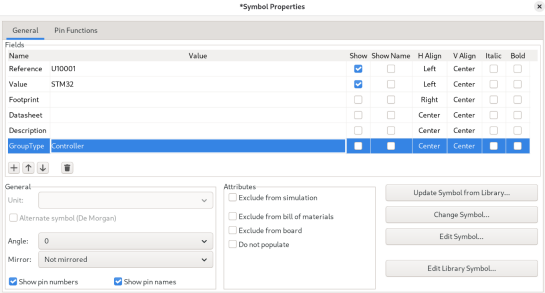 *Symbol Properties
General Pin Functions
Fields
Name Value Show Show Name H Align V Align Italic Bold
Reference U10001 Left Center
Value STM32 Left Center
Footprint Right Center
Datasheet Center Center
Description Center Center
GroupType Controller Center Center
General
Unit:
Alternate symbol (De Morgan)
Angle: 0
Mirror: Not mirrored
Show pin numbers Show pin names
Attributes
Exclude from simulation
Exclude from bill of materials
Exclude from board
Do not populate
Update Symbol from Library...
Change Symbol...
Edit Symbol...
Edit Library Symbol...